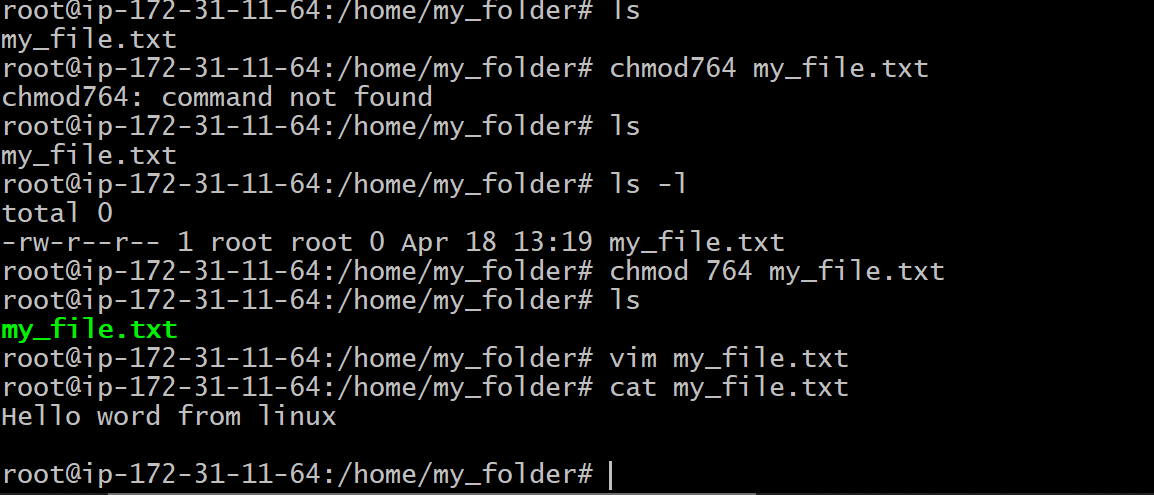 root@ip-172-31-11-64:/home/my_folder# ls
my_file.txt
root@ip-172-31-11-64:/home/my_folder# chmod764 my_file.txt
chmod764: command not found
root@ip-172-31-11-64:/home/my_folder# ls
my_file.txt
root@ip-172-31-11-64:/home/my_folder# ls -l
total 0
-rw-r--r-- 1 root root 0 Apr 18 13:19 my_file.txt
root@ip-172-31-11-64:/home/my_folder# chmod 764 my_file.txt
root@ip-172-31-11-64:/home/my_folder# ls
my_file.txt
root@ip-172-31-11-64:/home/my_folder# vim my_file.txt
root@ip-172-31-11-64:/home/my_folder# cat my_file.txt
Hello word from linux
root@ip-172-31-11-64:/home/my_folder#